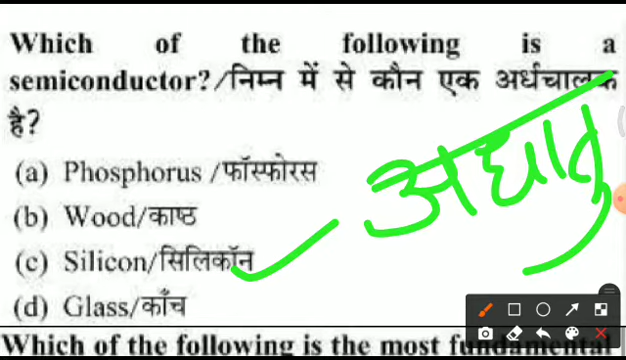 Which of the following is a
semiconductor?/निम्न में से कौन एक अर्धचालक
है?
अधातु
(a) Phosphorus /फॉस्फोरस
(b) Wood/काष्ठ
(c) Silicon/सिलिकॉन
(d) Glass/काँच
Which of the following is the most fundamental